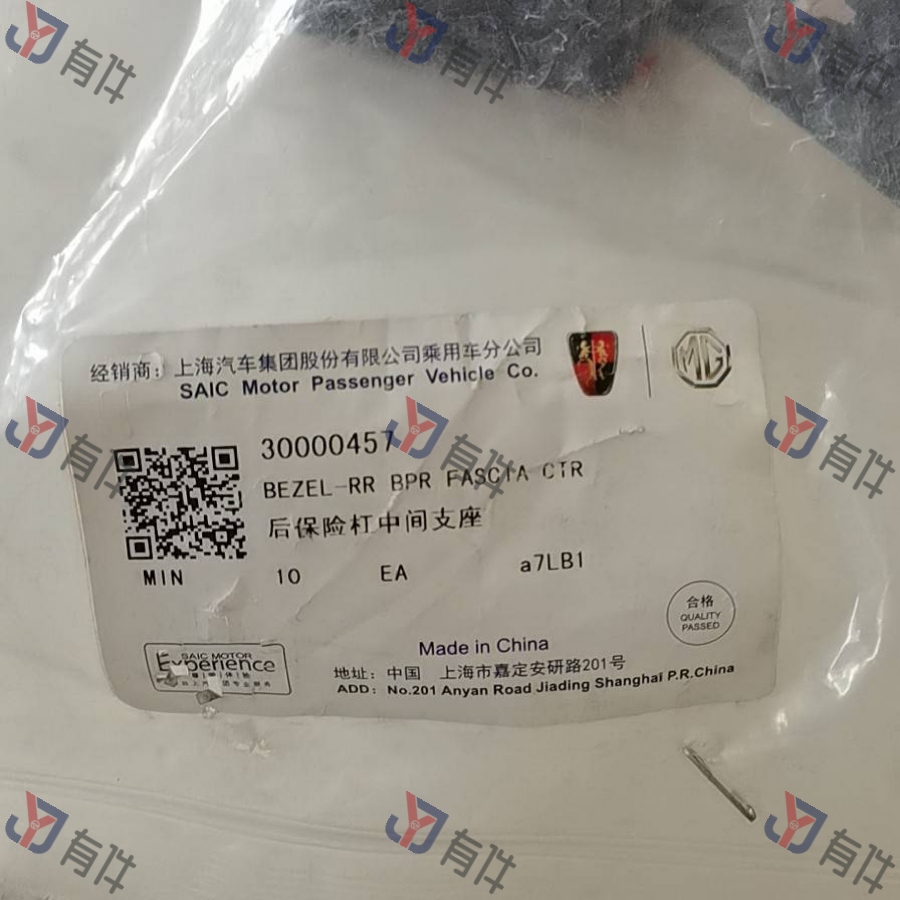 有件
有件
有件
经销商：上海汽车集团股份有限公司乘用车分公司
SAIC Motor Passenger Vehicle Co.
MG
30000457
BEZEL-RR BPR FASCIA CTR
后保险杠中间支座
MIN 10 EA a7LB1
有件
有件
有件
合格
QUALITY
PASSED
SAIC MOTOR
Experience
Made in China
地址：中国 上海市嘉定安研路201号
ADD：No.201 Anyan Road Jiading Shanghai P.R.China
有件
有件
有件